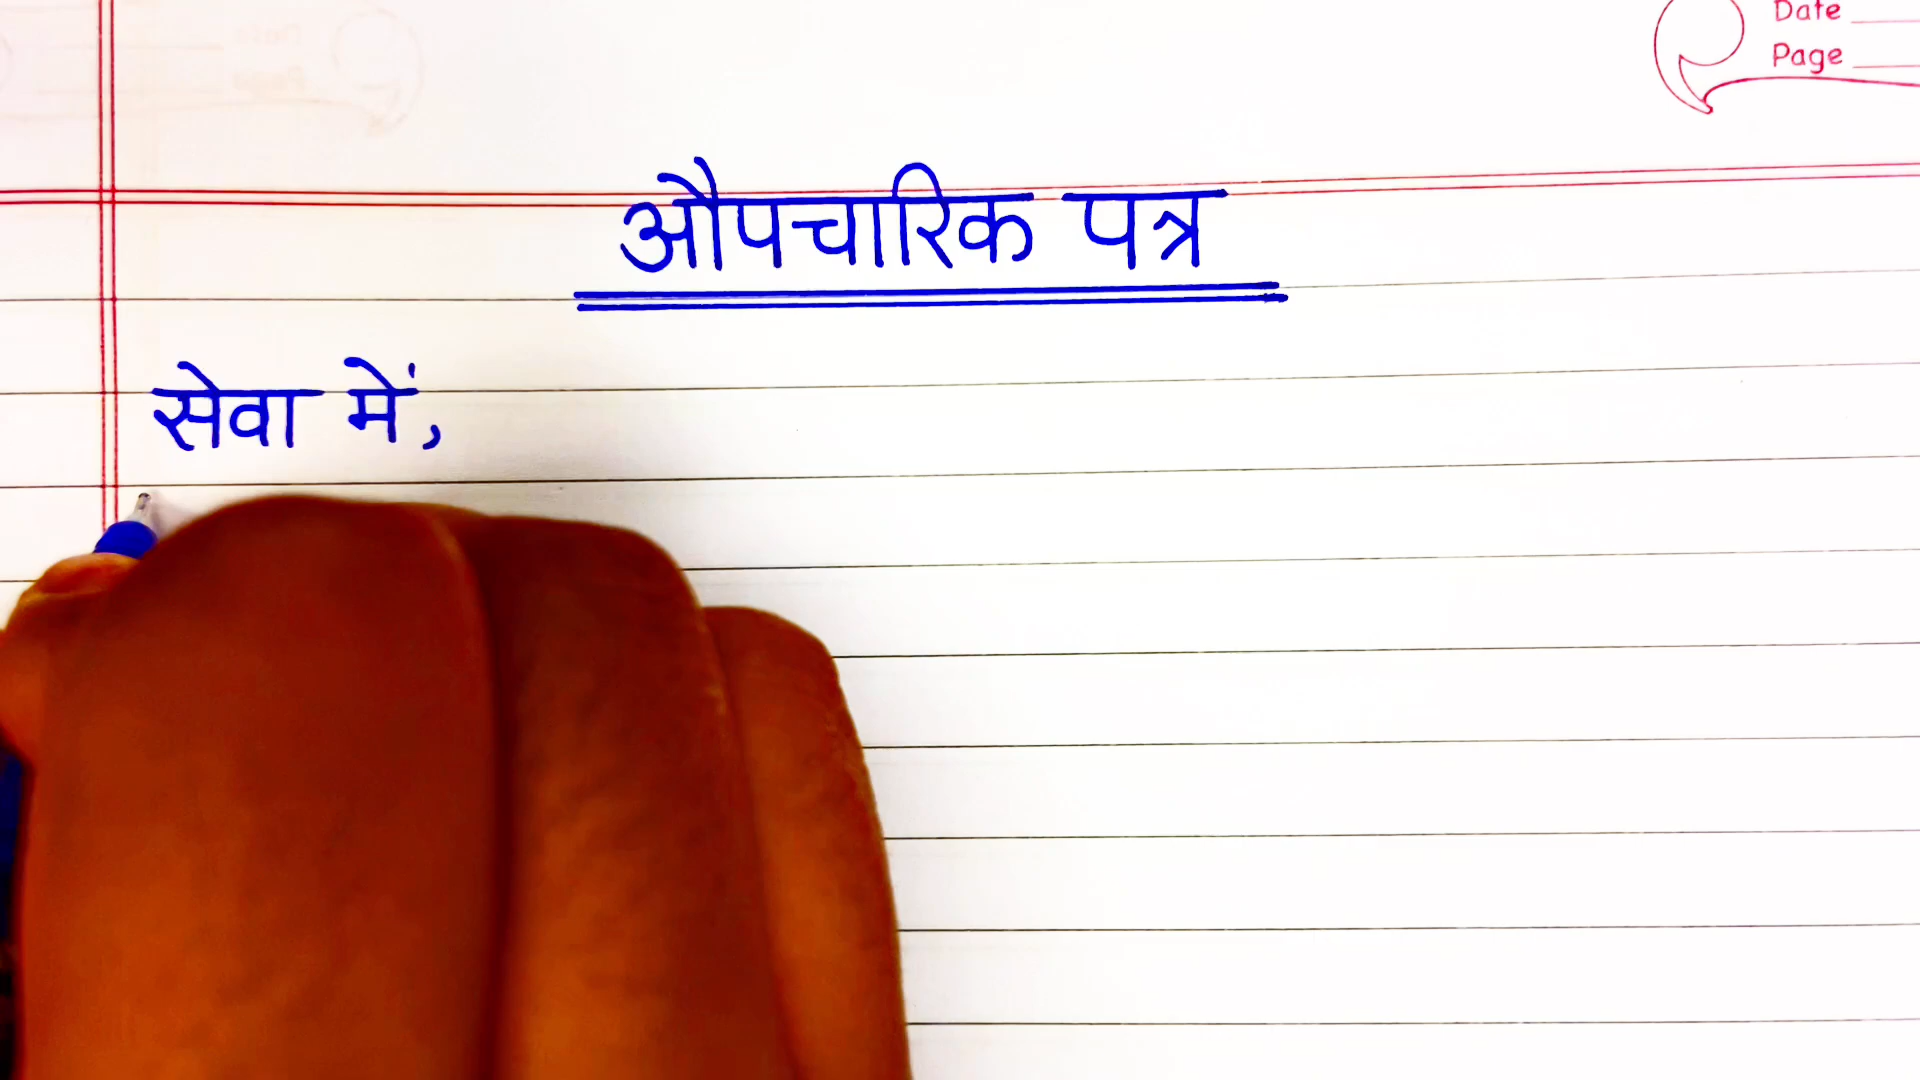 Date
Page
औपचारिक पत्र
सेवा में,